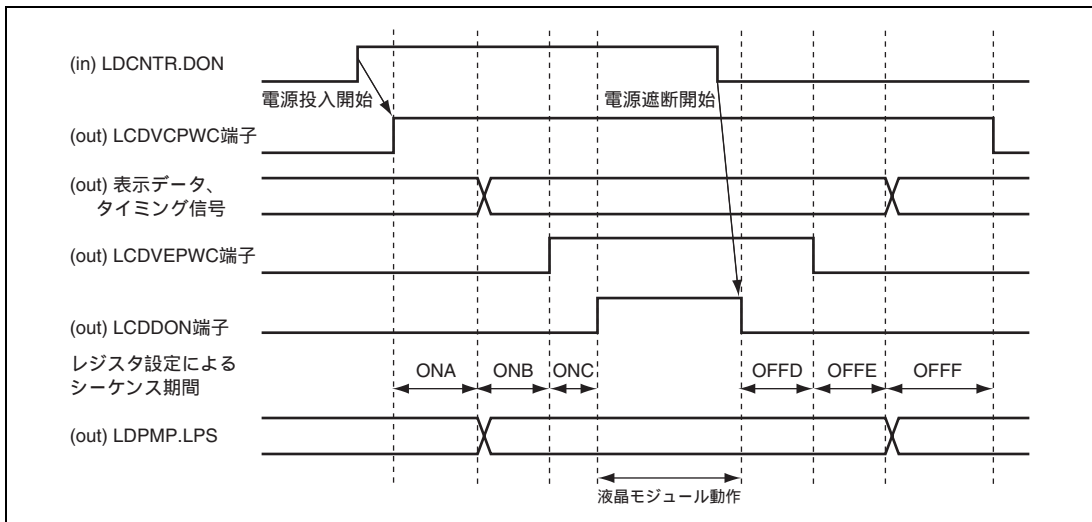 (in) LDCNTR.DON
電源投入開始
電源遮断開始
(out) LCDVCPWC端子
(out) 表示データ、
タイミング信号
(out) LCDVEPWC端子
(out) LCDDON端子
レジスタ設定による
シーケンス期間
ONA ONB ONC OFFD OFFE OFFF
(out) LDPMP.LPS
液晶モジュール動作